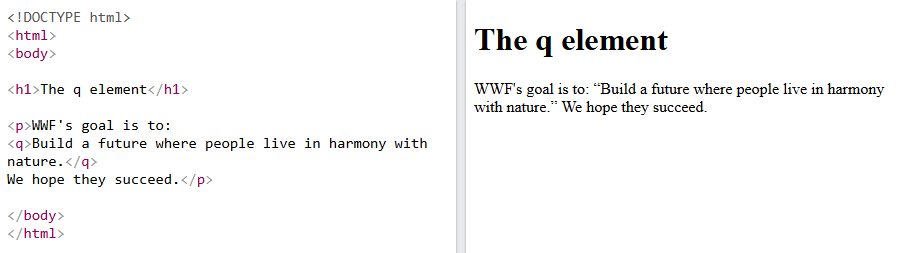 <!DOCTYPE html>
<html>
<body>
<h1>The q element</h1>
<p>WWF's goal is to:
<q>Build a future where people live in harmony with
nature.</q>
We hope they succeed.</p>
</body>
</html>
The q element
WWF's goal is to: “Build a future where people live in harmony
with nature.” We hope they succeed.